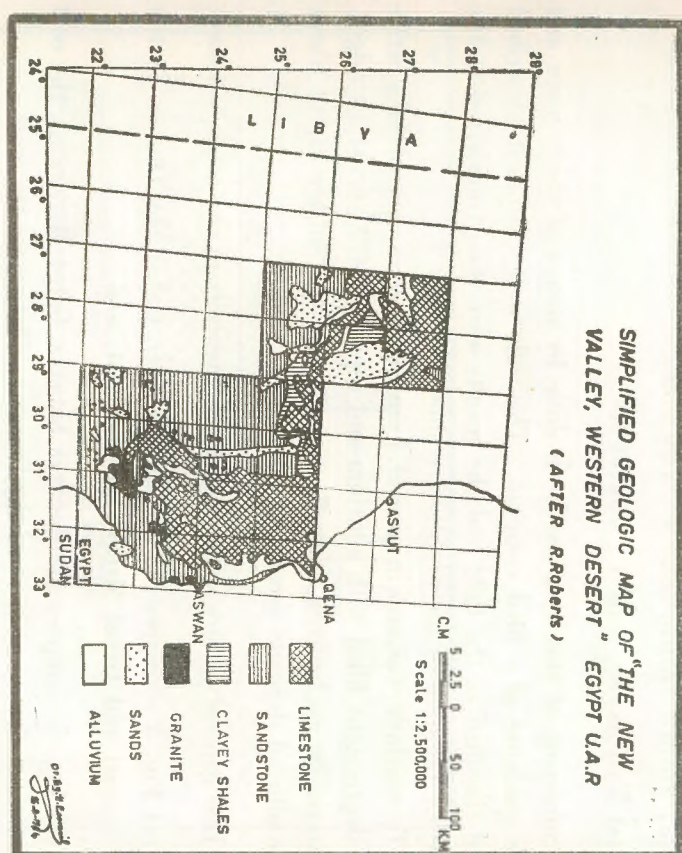 SIMPLIFIED GEOLOGIC MAP OF "THE NEW
VALLEY, WESTERN DESERT" EGYPT U.A.R
( AFTER R.Roberts )
28°
27°
26°
25°
24°
23°
22°
28°
24°
25°
26°
27°
28°
29°
30°
31°
32°
33°
LIBYA
ASYUT
QENA
ASWAN
EGYPT
SUDAN
C.M 5 2.5 0 50 100 KM
Scale 1:2,500,000
LIMESTONE
SANDSTONE
CLAYEY SHALES
GRANITE
SANDS
ALLUVIUM